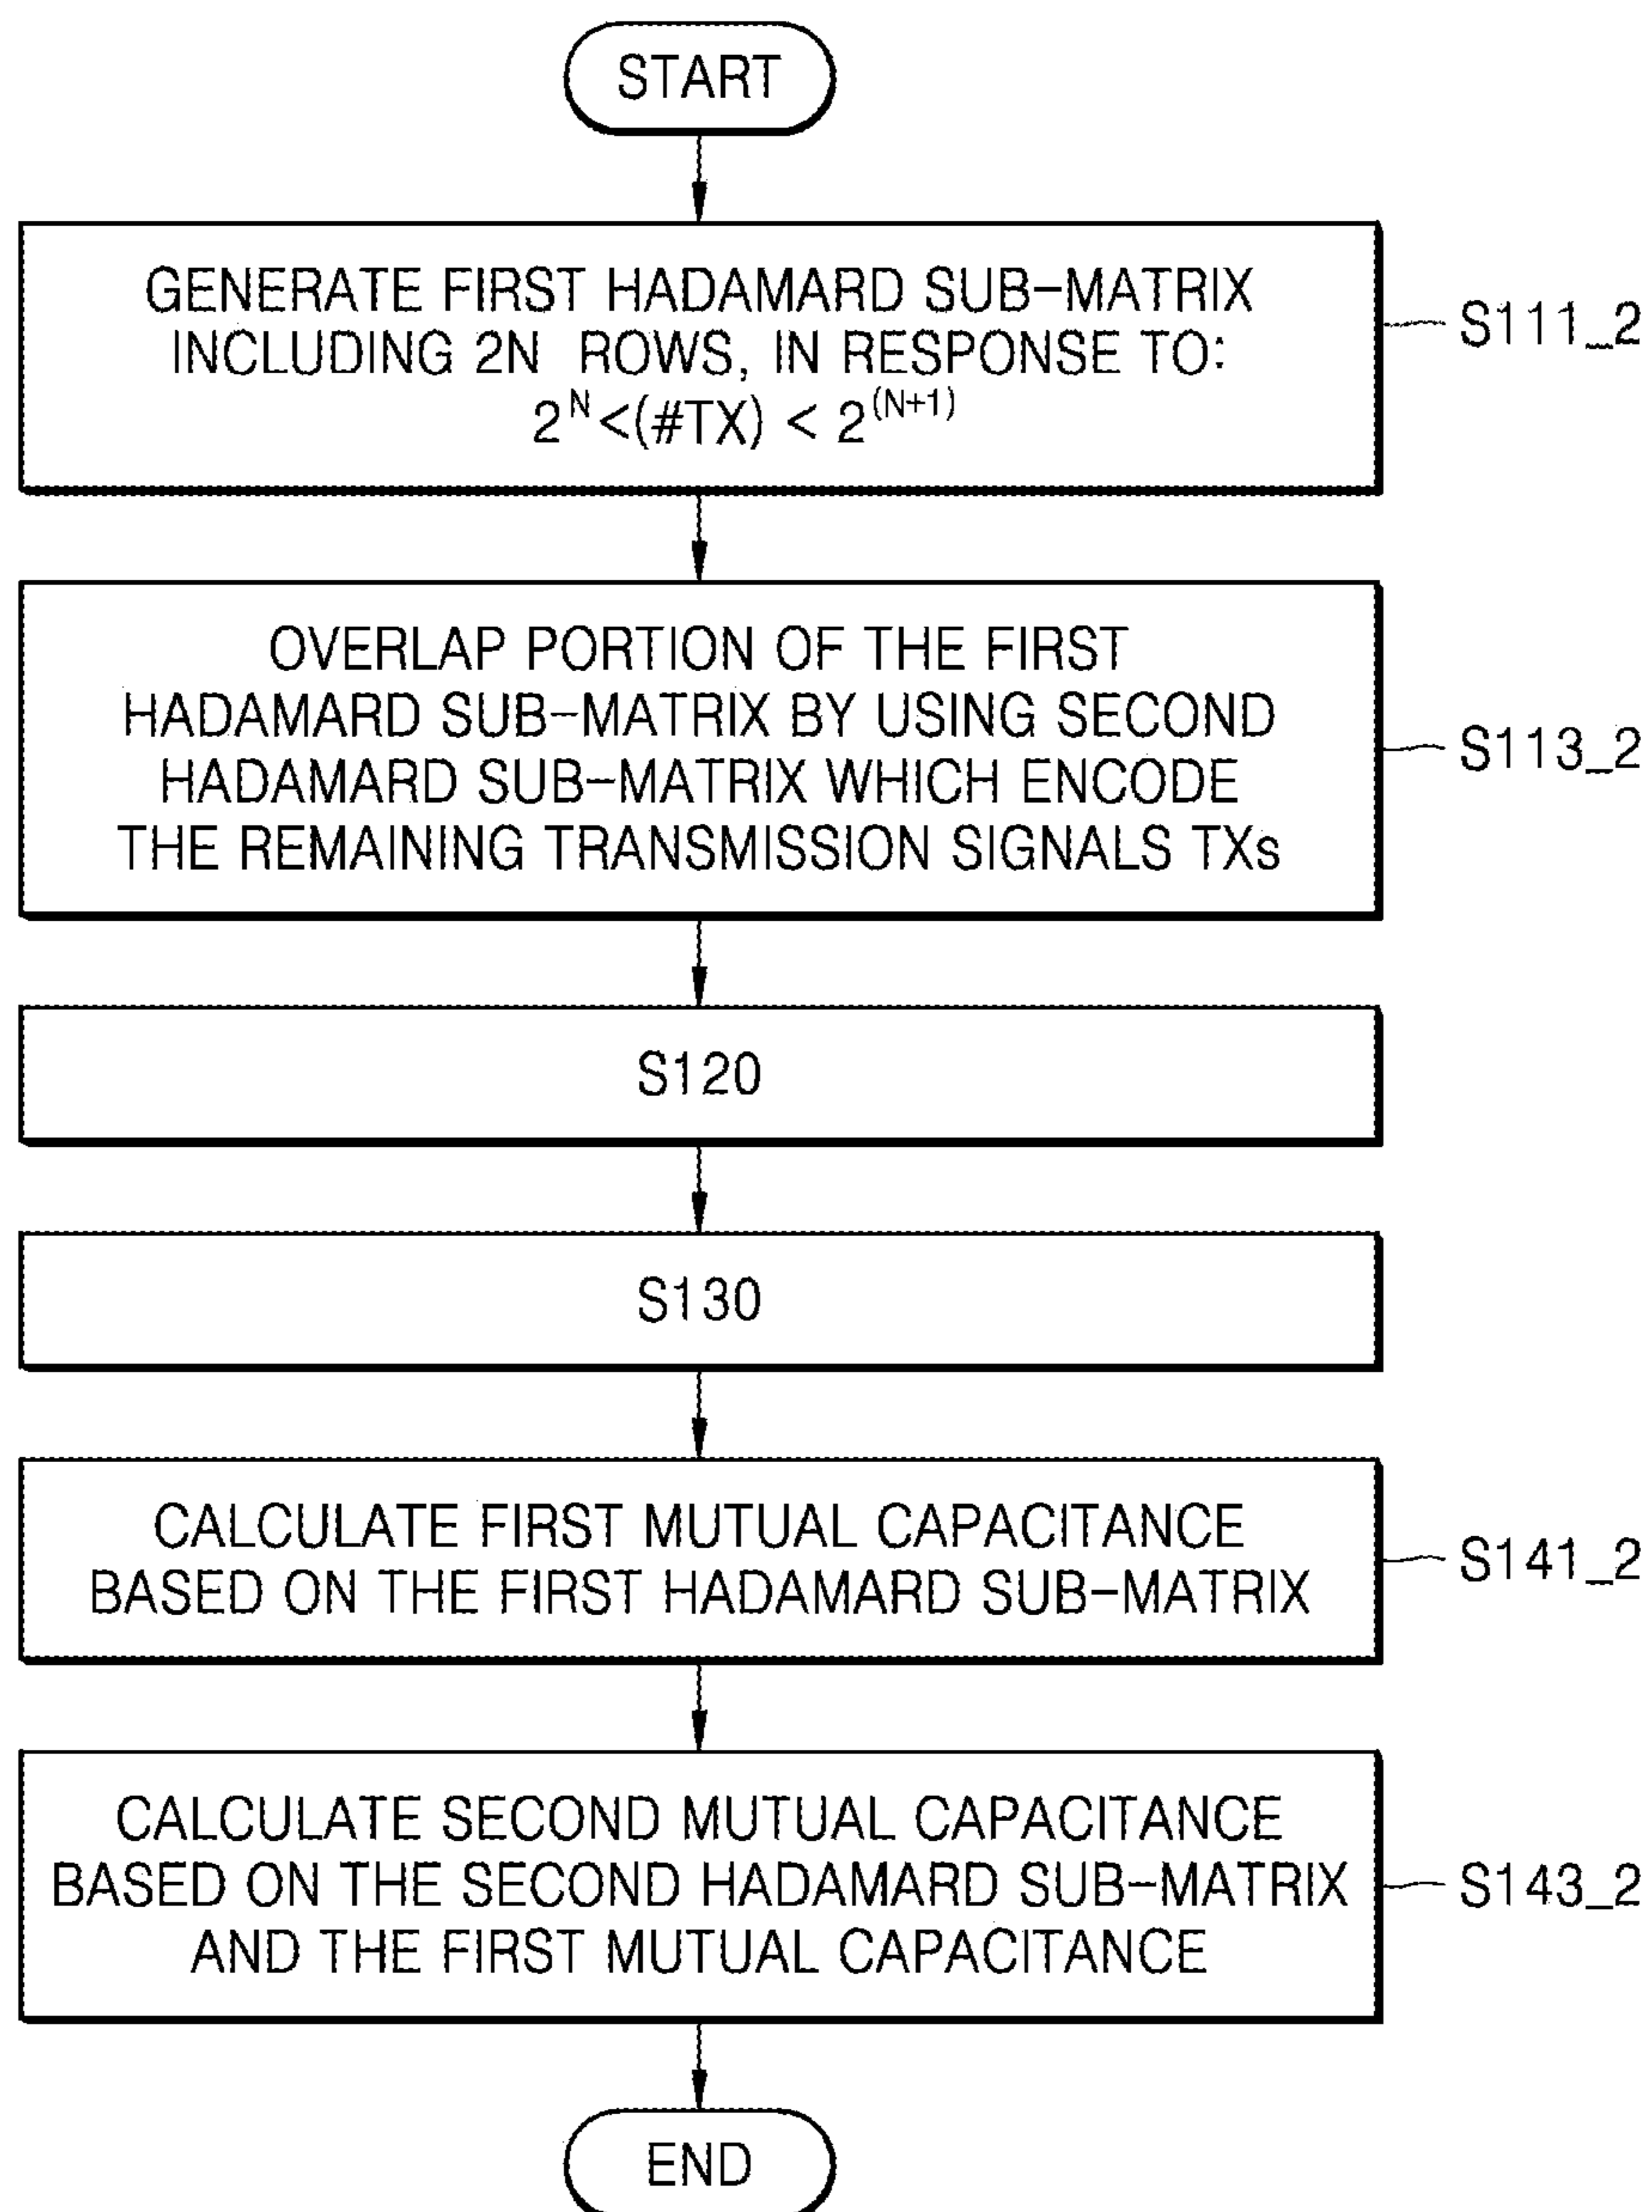 START
GENERATE FIRST HADAMARD SUB-MATRIX
INCLUDING 2N ROWS, IN RESPONSE TO:
2^N <(#TX) < 2^(N+1)
S111_2
OVERLAP PORTION OF THE FIRST
HADAMARD SUB-MATRIX BY USING SECOND
HADAMARD SUB-MATRIX WHICH ENCODE
THE REMAINING TRANSMISSION SIGNALS TXs
S113_2
S120
S130
CALCULATE FIRST MUTUAL CAPACITANCE
BASED ON THE FIRST HADAMARD SUB-MATRIX
S141_2
CALCULATE SECOND MUTUAL CAPACITANCE
BASED ON THE SECOND HADAMARD SUB-MATRIX
AND THE FIRST MUTUAL CAPACITANCE
S143_2
END